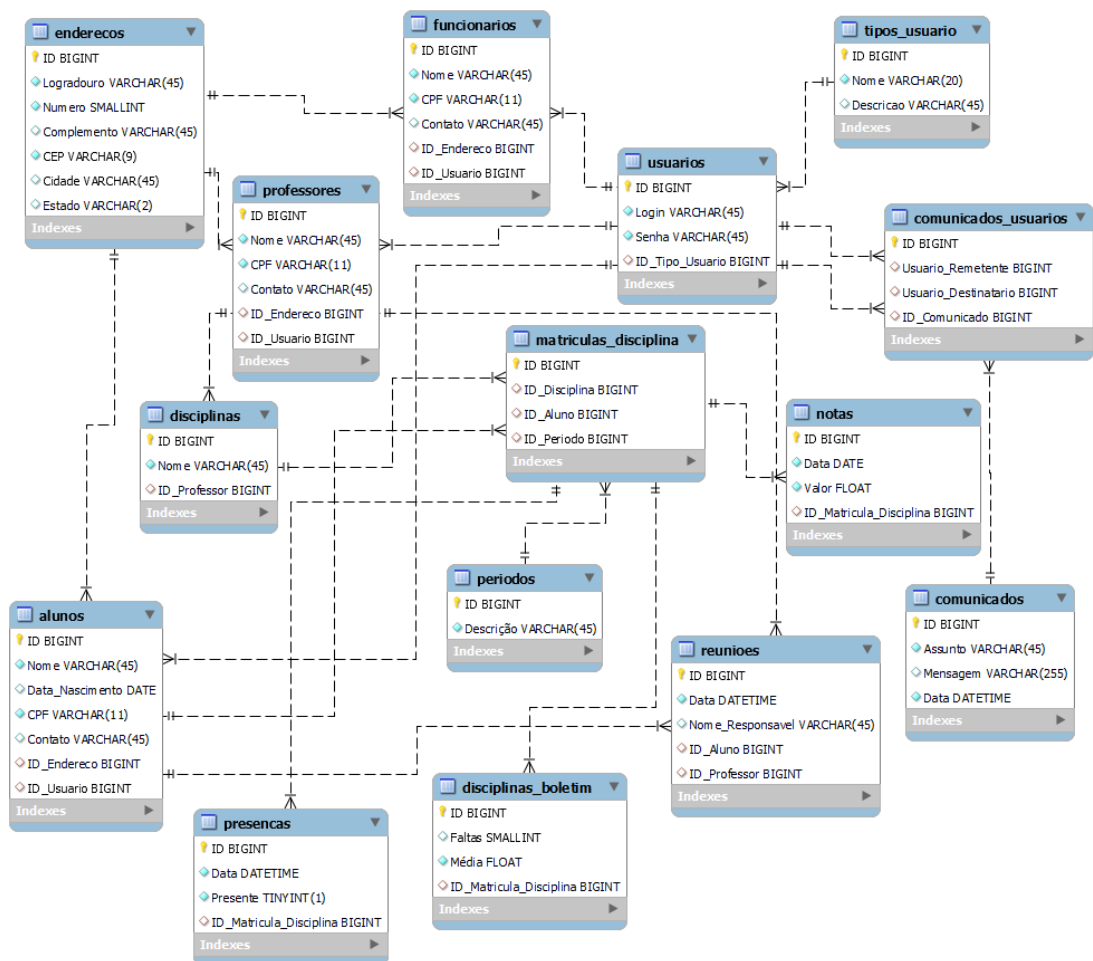 enderecos
ID BIGINT
Logradouro VARCHAR(45)
Numero SMALLINT
Complemento VARCHAR(45)
CEP VARCHAR(9)
Cidade VARCHAR(45)
Estado VARCHAR(2)
Indexes
funcionarios
ID BIGINT
Nome VARCHAR(45)
CPF VARCHAR(11)
Contato VARCHAR(45)
ID_Endereco BIGINT
ID_Usuario BIGINT
Indexes
tipos_usuario
ID BIGINT
Nome VARCHAR(20)
Descricao VARCHAR(45)
Indexes
professores
ID BIGINT
Nome VARCHAR(45)
CPF VARCHAR(11)
Contato VARCHAR(45)
ID_Endereco BIGINT
ID_Usuario BIGINT
Indexes
usuarios
ID BIGINT
Login VARCHAR(45)
Senha VARCHAR(45)
ID_Tipo_Usuario BIGINT
Indexes
comunicados_usuarios
ID BIGINT
Usuario_Remetente BIGINT
Usuario_Destinatario BIGINT
ID_Comunicado BIGINT
Indexes
matriculas_disciplina
ID BIGINT
ID_Disciplina BIGINT
ID_Aluno BIGINT
ID_Periodo BIGINT
Indexes
disciplinas
ID BIGINT
Nome VARCHAR(45)
ID_Professor BIGINT
Indexes
notas
ID BIGINT
Data DATE
Valor FLOAT
ID_Matricula_Disciplina BIGINT
Indexes
periodos
ID BIGINT
Descrição VARCHAR(45)
Indexes
comunicados
ID BIGINT
Assunto VARCHAR(45)
Mensagem VARCHAR(255)
Data DATETIME
Indexes
alunos
ID BIGINT
Nome VARCHAR(45)
Data_Nascimento DATE
CPF VARCHAR(11)
Contato VARCHAR(45)
ID_Endereco BIGINT
ID_Usuario BIGINT
Indexes
reunioes
ID BIGINT
Data DATETIME
Nome_Responsavel VARCHAR(45)
ID_Aluno BIGINT
ID_Professor BIGINT
Indexes
disciplinas_boletim
ID BIGINT
Faltas SMALLINT
Média FLOAT
ID_Matricula_Disciplina BIGINT
Indexes
presencas
ID BIGINT
Data DATETIME
Presente TINYINT(1)
ID_Matricula_Disciplina BIGINT
Indexes